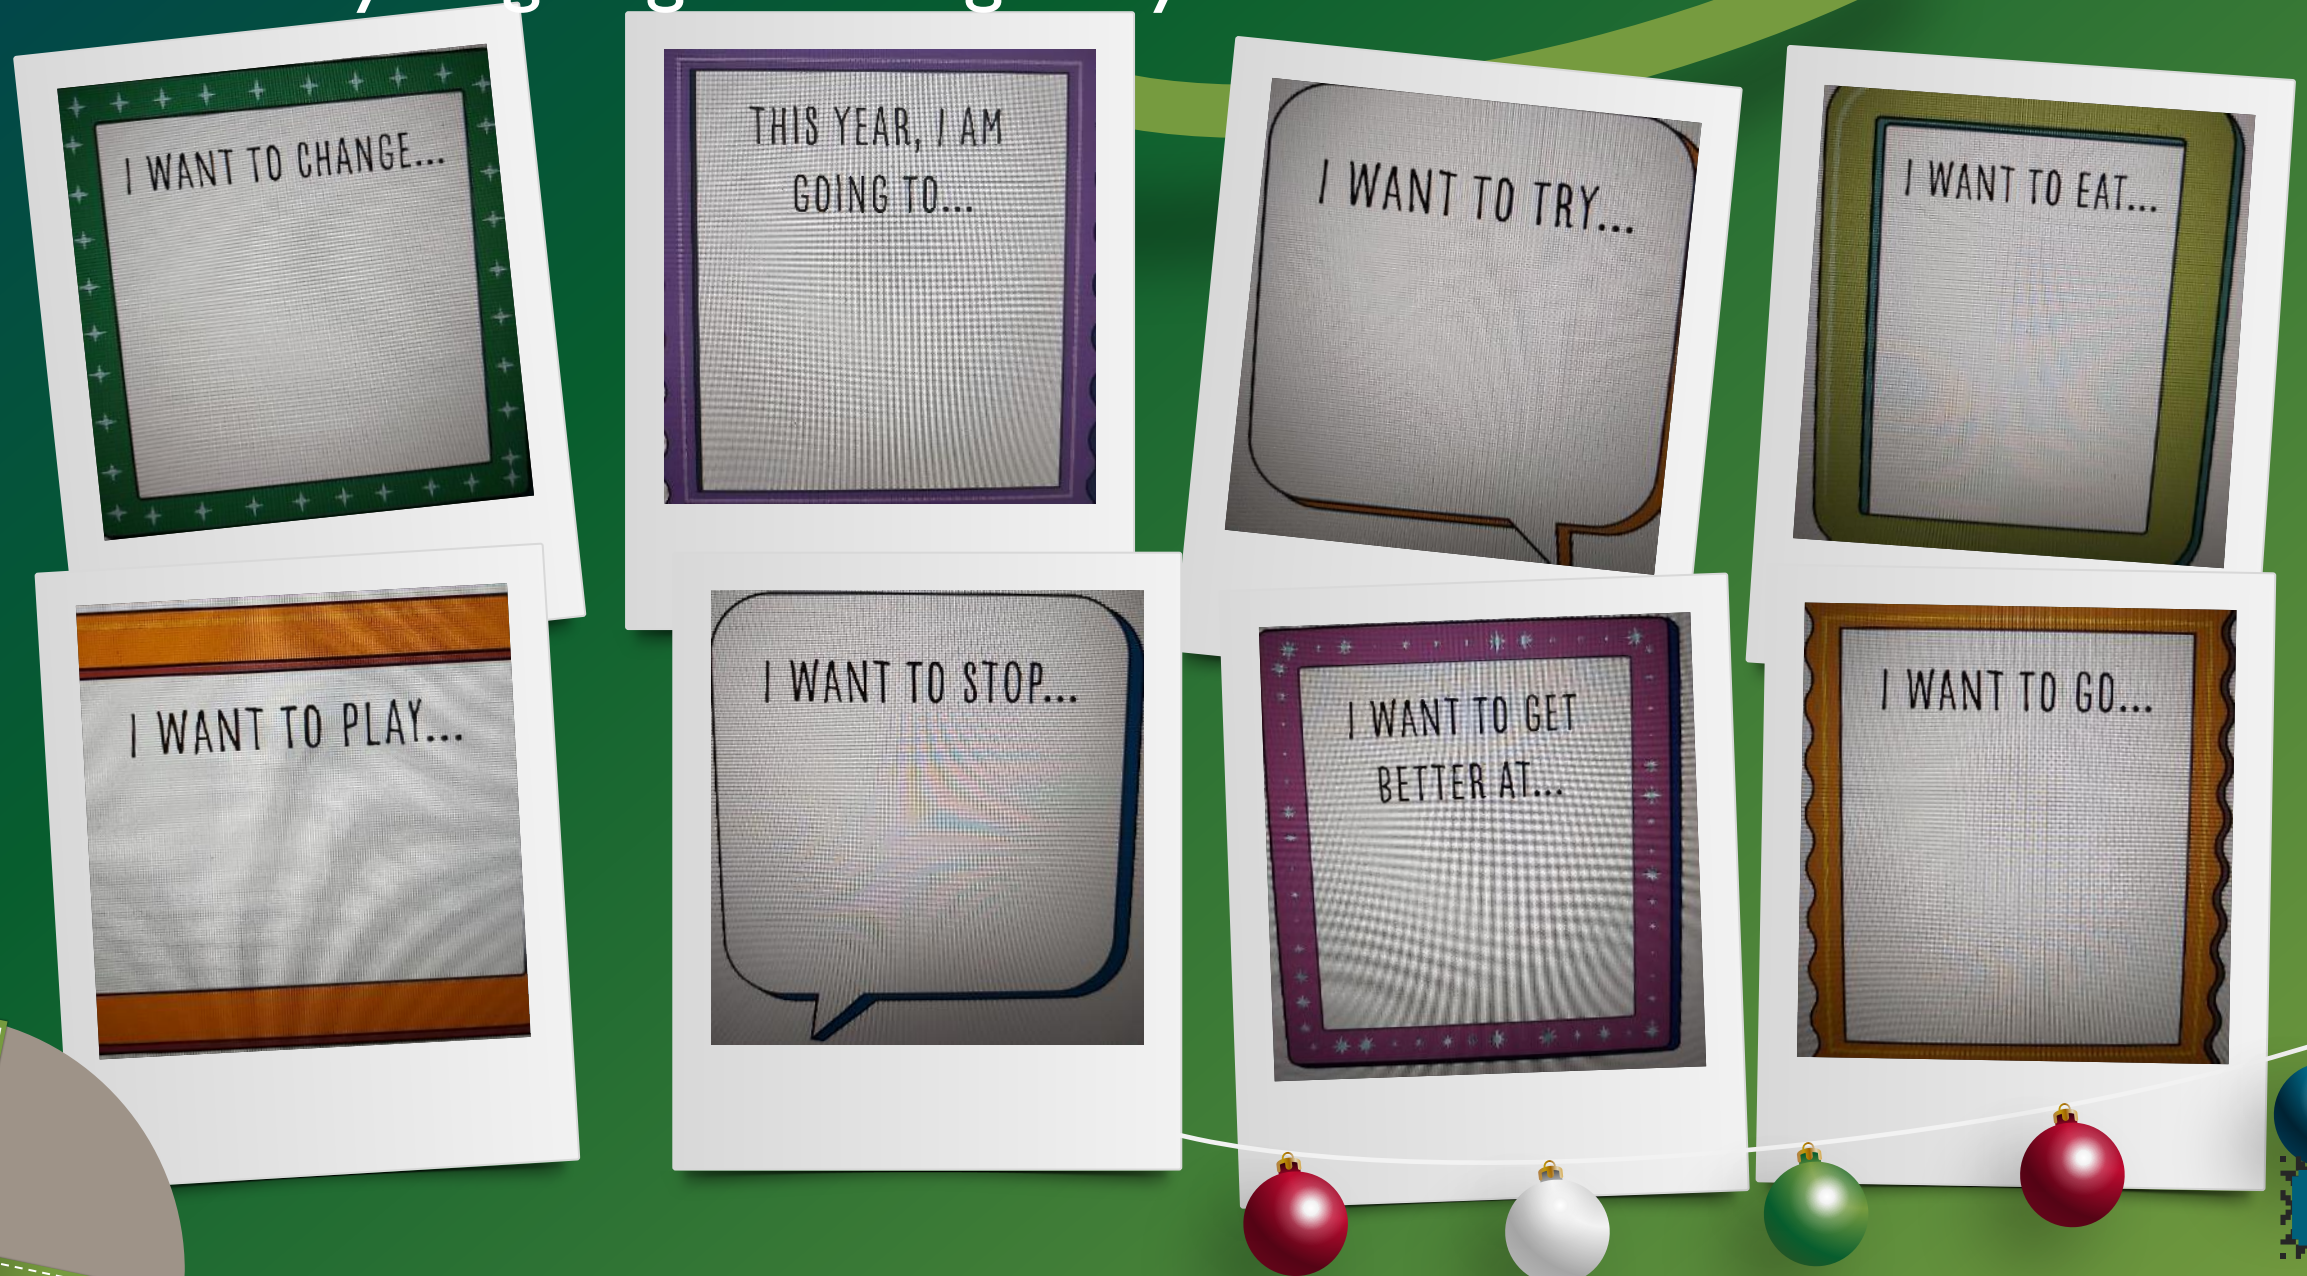 I WANT TO CHANGE...
THIS YEAR, I AM
GOING TO...
I WANT TO TRY...
I WANT TO EAT...
I WANT TO PLAY...
I WANT TO STOP...
I WANT TO GET
BETTER AT...
I WANT TO GO...